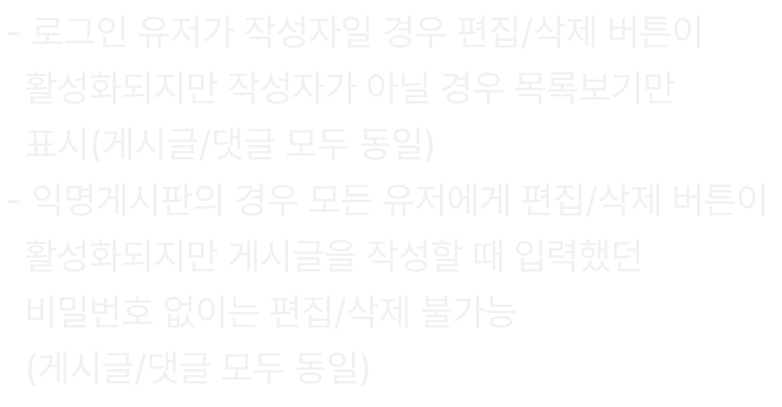 - 로그인 유저가 작성자일 경우 편집/삭제 버튼이
활성화되지만 작성자가 아닐 경우 목록보기만
표시(게시글/댓글 모두 동일)
- 익명게시판의 경우 모든 유저에게 편집/삭제 버튼이
활성화되지만 게시글을 작성할 때 입력했던
비밀번호 없이는 편집/삭제 불가능
(게시글/댓글 모두 동일)